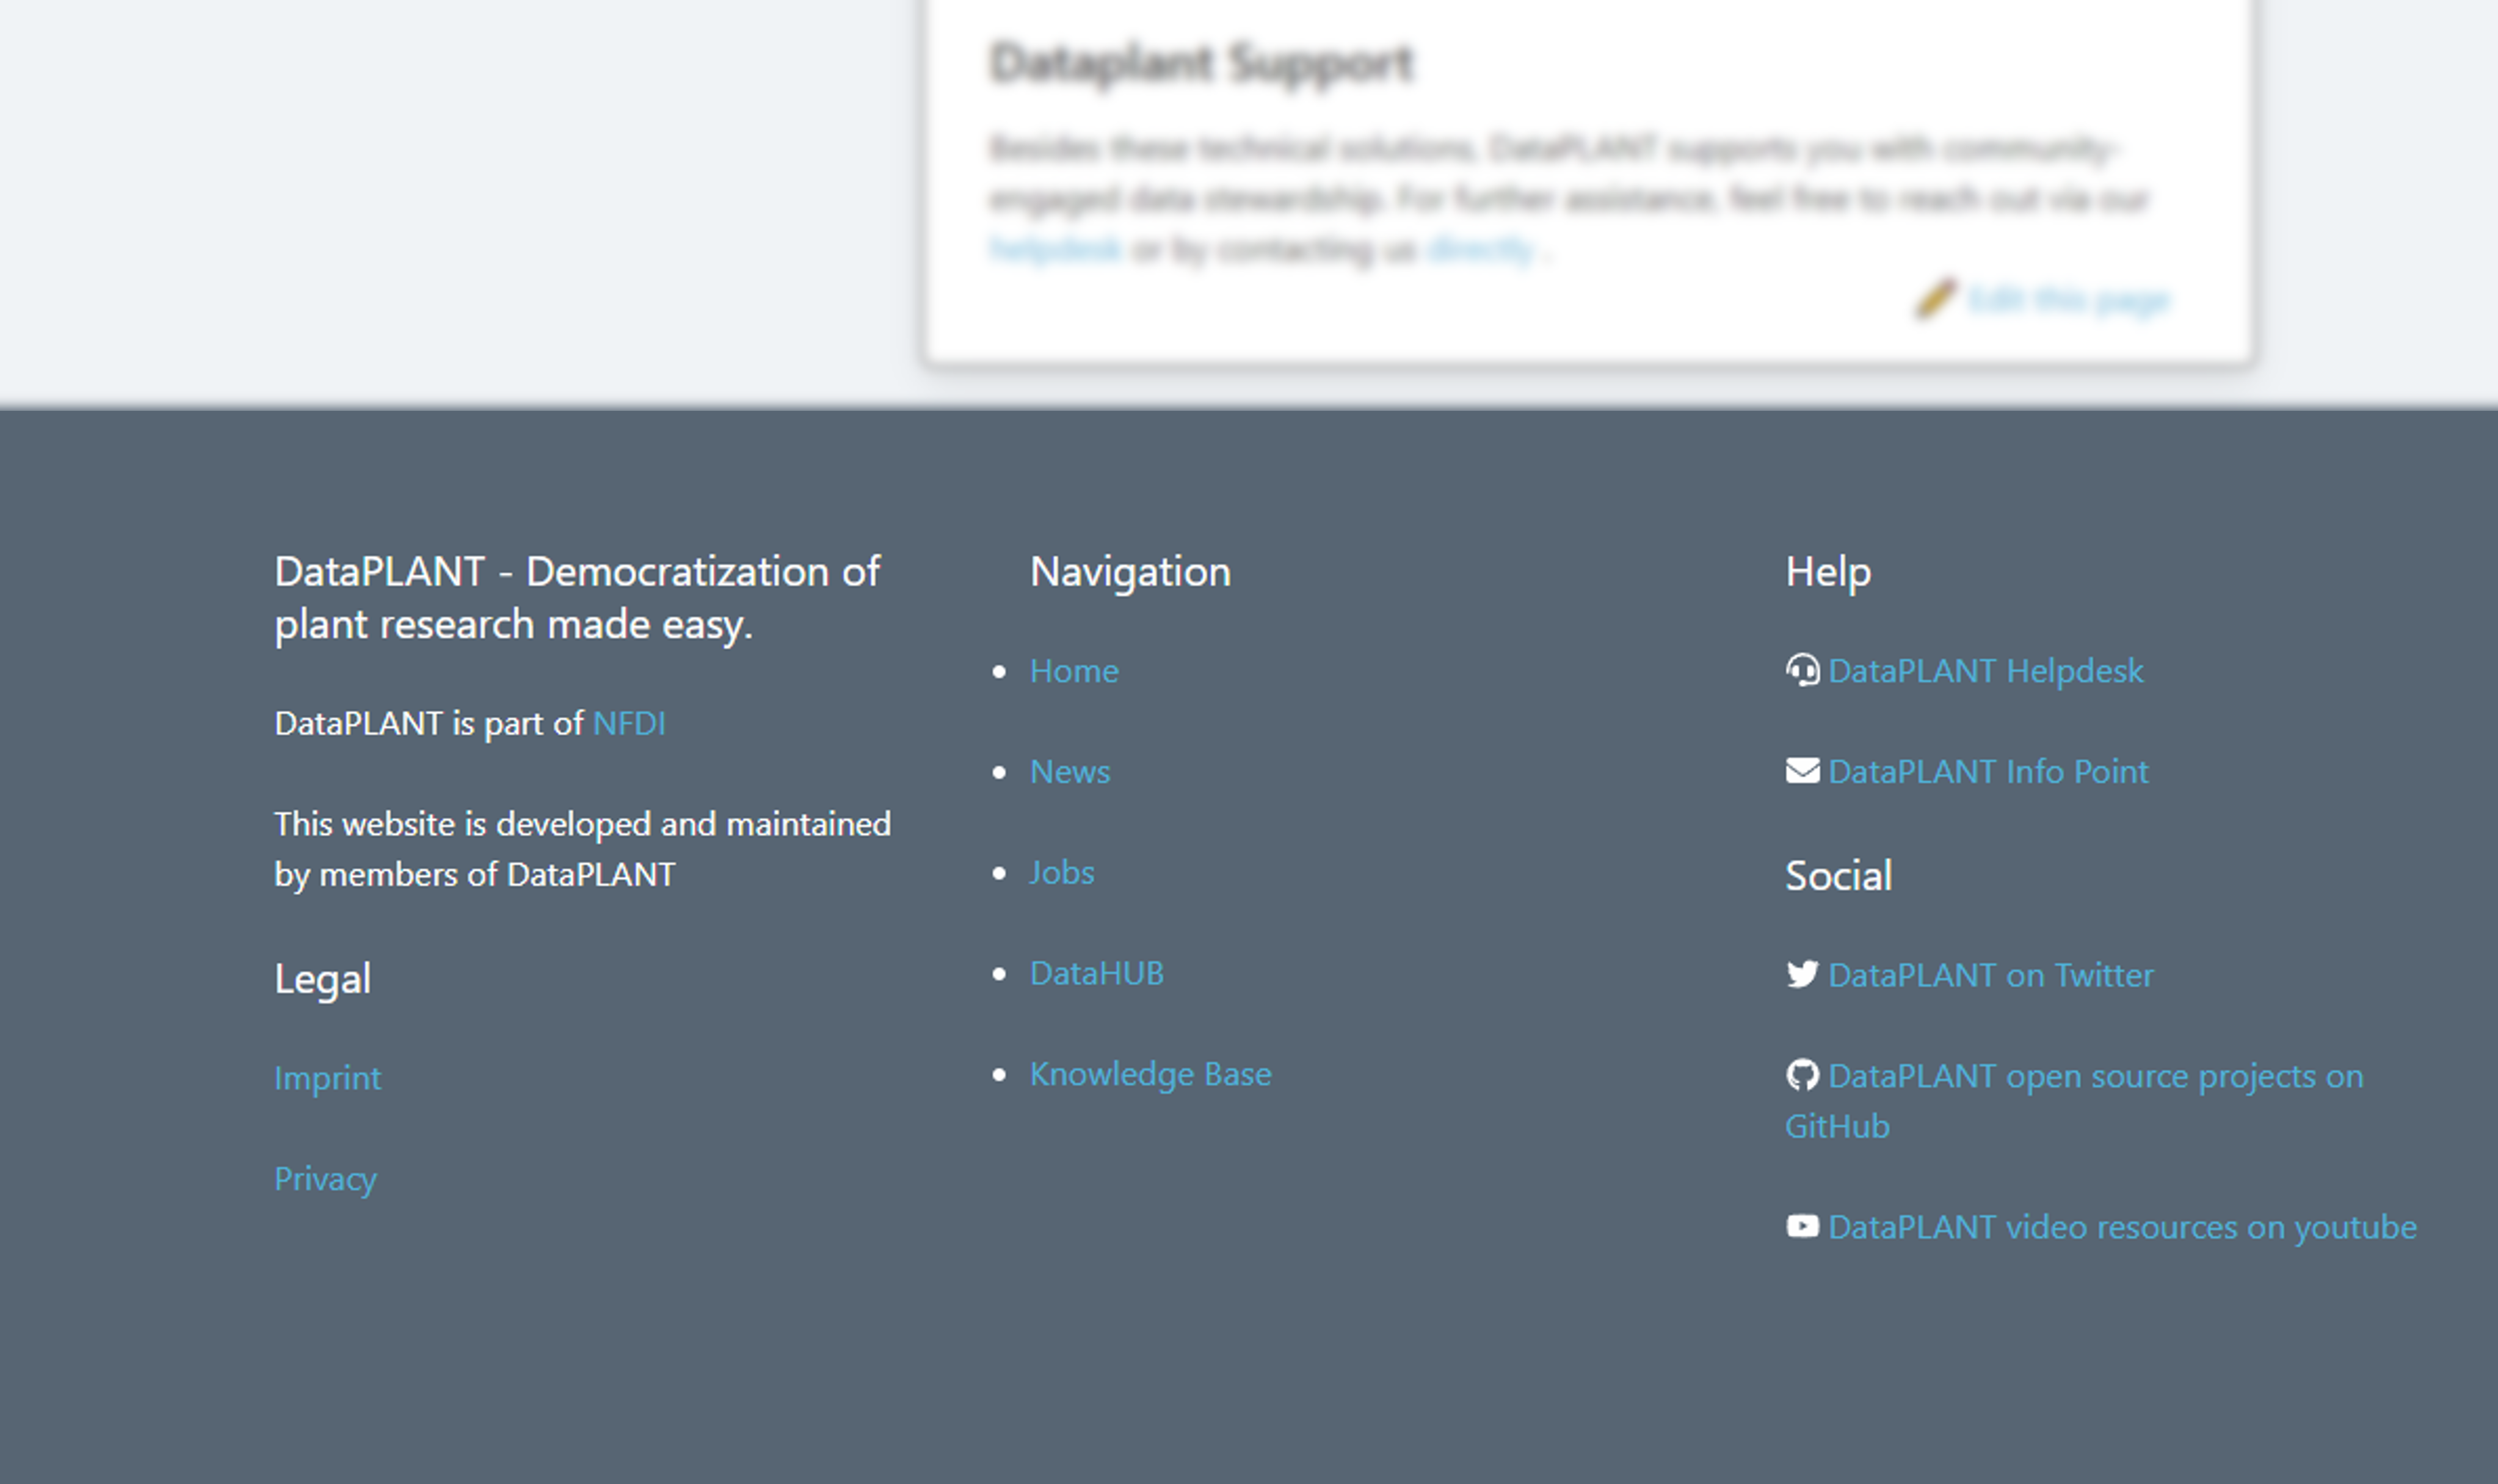 Dataplant Support
Besides these technical solutions, DataPLANT supports you with community-
engaged data stewardship. For further assistance, feel free to reach out via our
helpdesk or by contacting us directly .
Edit this page
DataPLANT - Democratization of
plant research made easy.
DataPLANT is part of NFDI
This website is developed and maintained
by members of DataPLANT
Legal
Imprint
Privacy
Navigation
Home
News
Jobs
DataHUB
Knowledge Base
Help
DataPLANT Helpdesk
DataPLANT Info Point
Social
DataPLANT on Twitter
DataPLANT open source projects on
GitHub
DataPLANT video resources on youtube